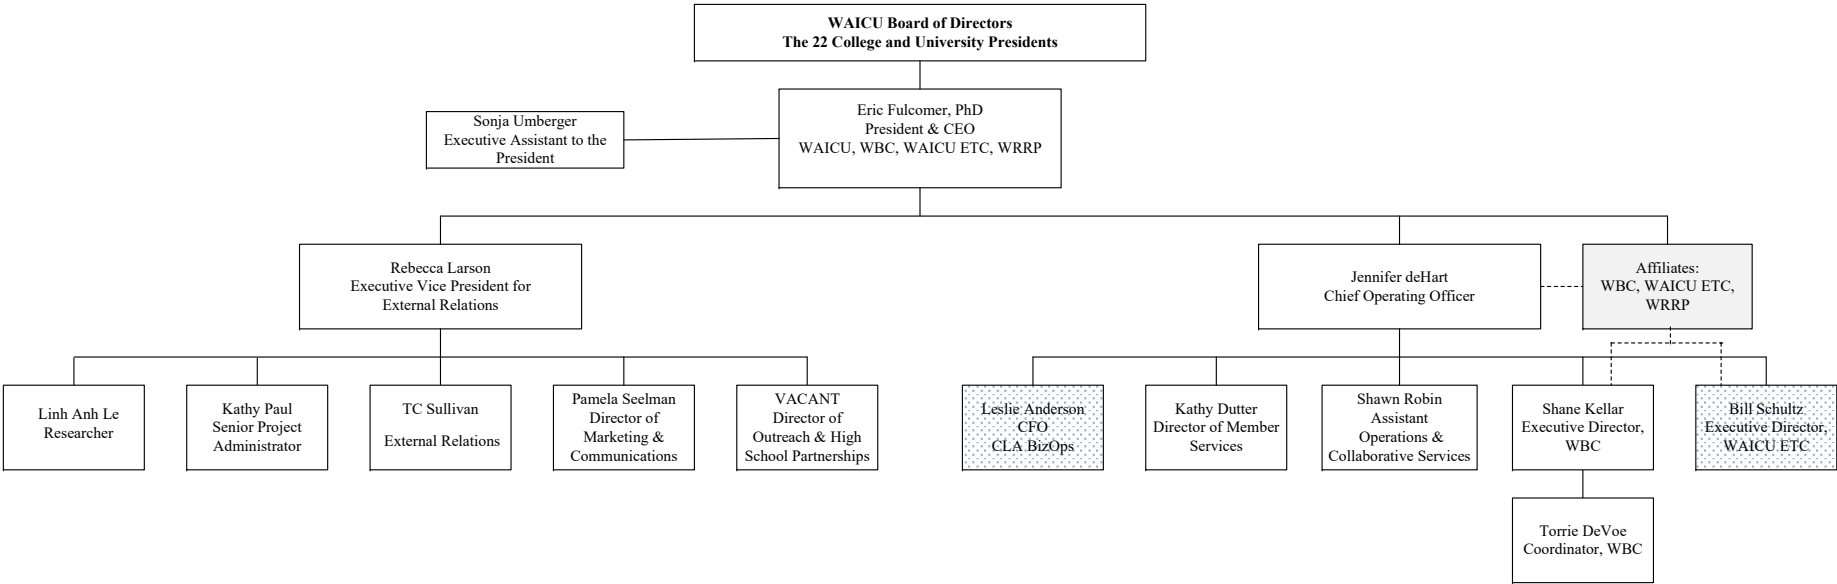 WAICU Board of Directors
The 22 College and University Presidents
Eric Fulcomer, PhD
President & CEO
WAICU, WBC, WAICU ETC, WRRP
Sonja Umberger
Executive Assistant to the
President
Rebecca Larson
Executive Vice President for
External Relations
Jennifer deHart
Chief Operating Officer
Affiliates:
WBC, WAICU ETC,
WRRP
Linh Anh Le
Researcher
Kathy Paul
Senior Project
Administrator
TC Sullivan
External Relations
Pamela Seelman
Director of
Marketing &
Communications
VACANT
Director of
Outreach & High
School Partnerships
Leslie Anderson
CFO
CLA BizOps
Kathy Dutter
Director of Member
Services
Shawn Robin
Assistant
Operations &
Collaborative Services
Shane Kellar
Executive Director,
WBC
Bill Schultz
Executive Director,
WAICU ETC
Torrie DeVoe
Coordinator, WBC